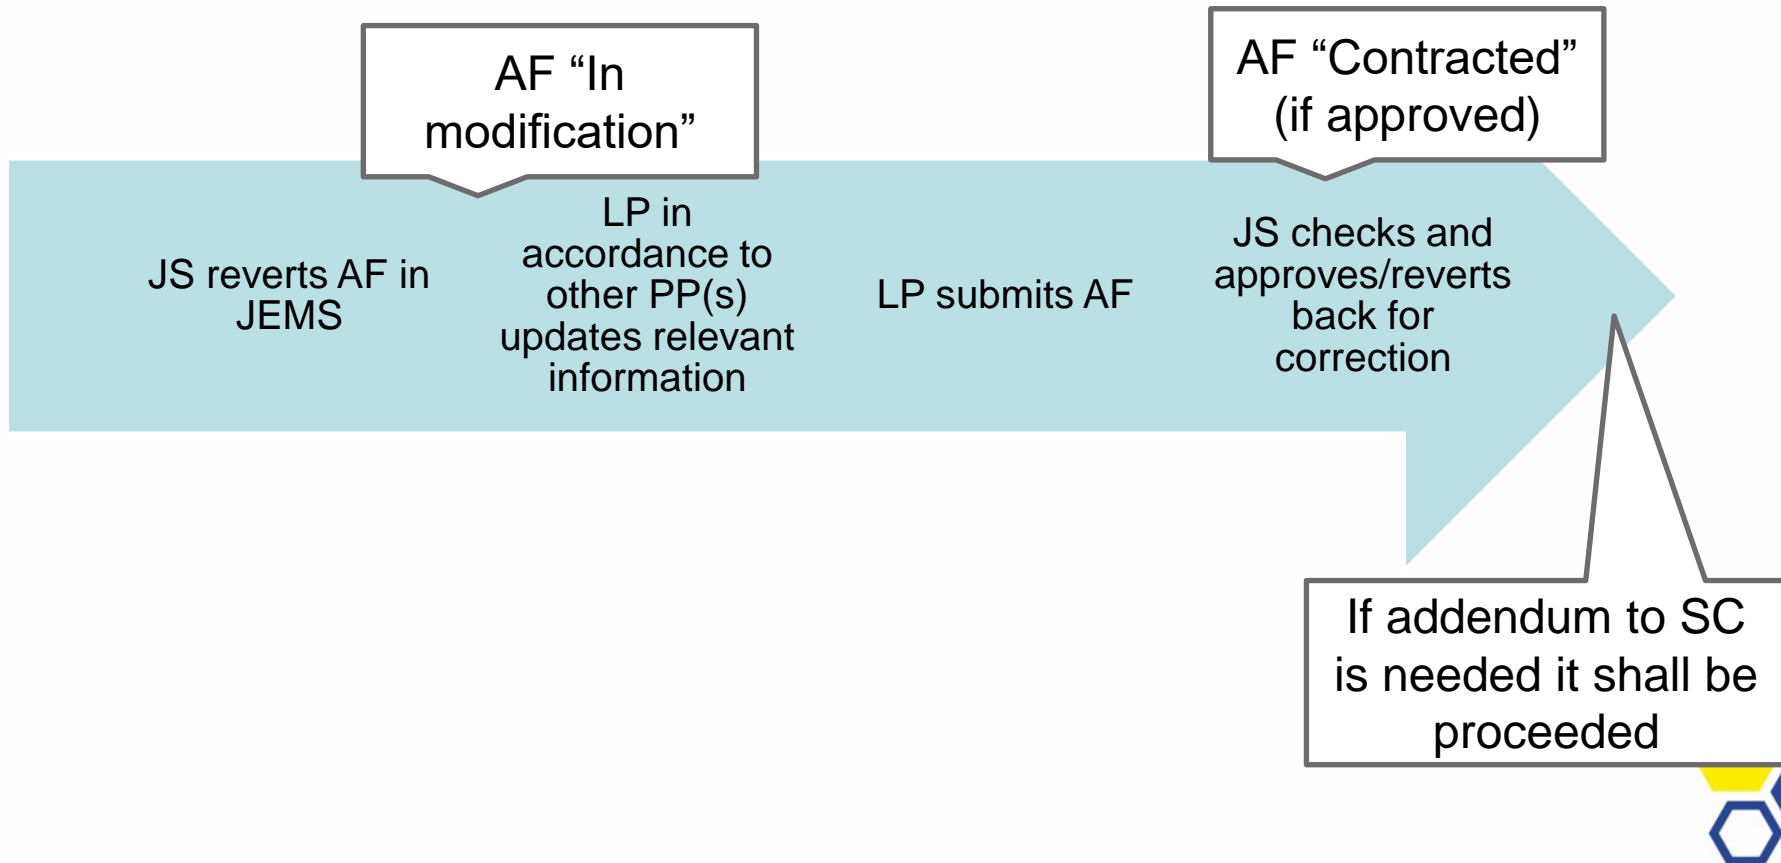 AF “In
modification”
AF “Contracted”
(if approved)
JS reverts AF in
JEMS
LP in
accordance to
other PP(s)
updates relevant
information
LP submits AF
JS checks and
approves/reverts
back for
correction
If addendum to SC
is needed it shall be
proceeded